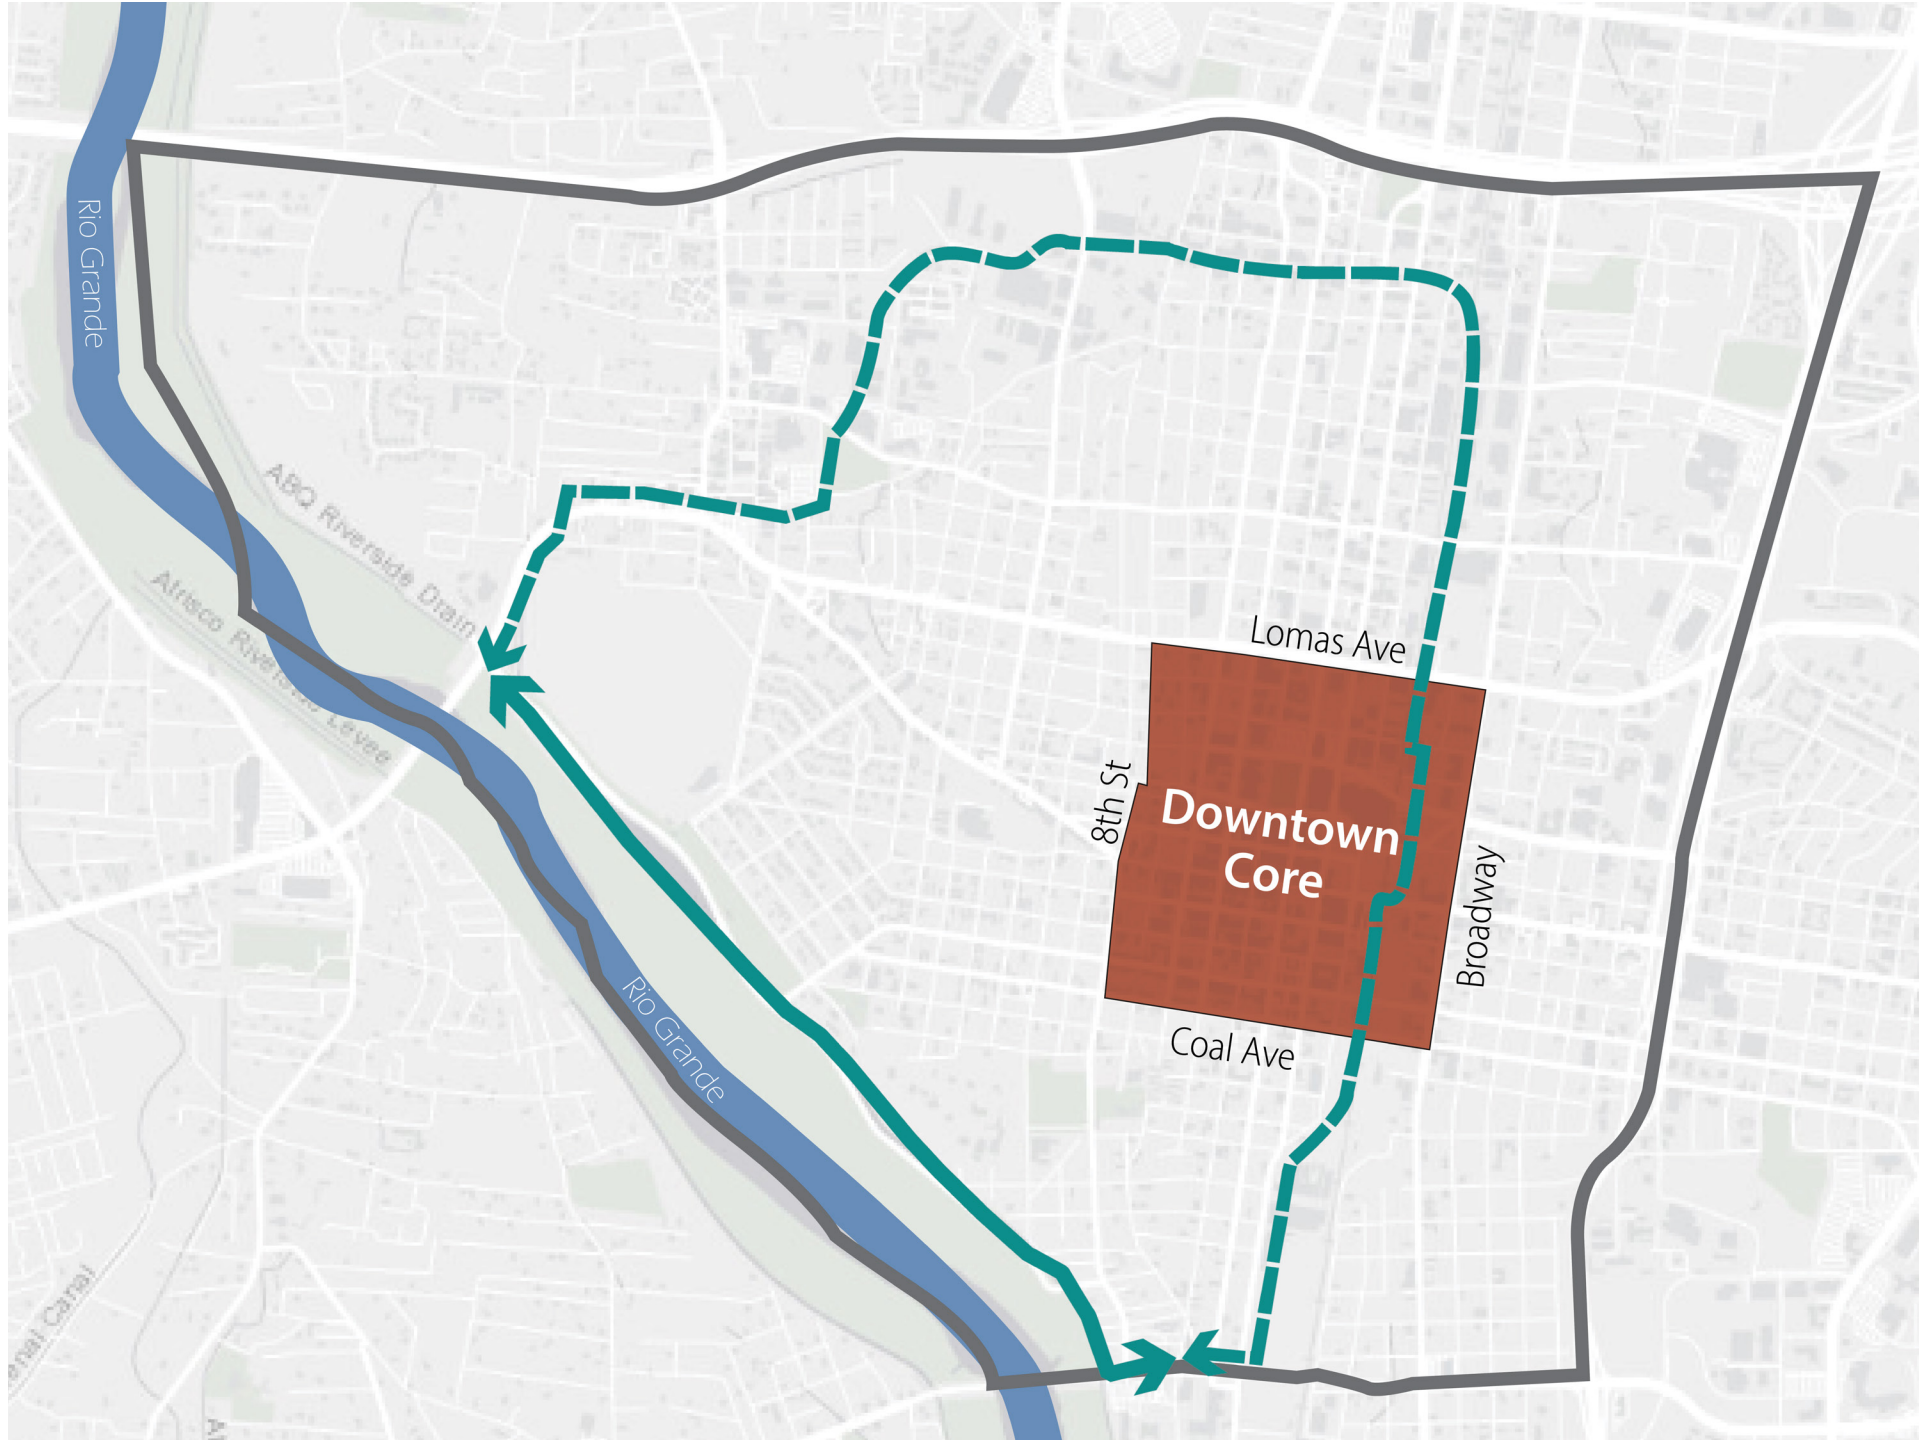 Rio Grande
ABQ Riverside Drain
Atrisco Riverside Levee
Lomas Ave
8th St
Downtown
Core
Broadway
Coal Ave
Rio Grande
Canal